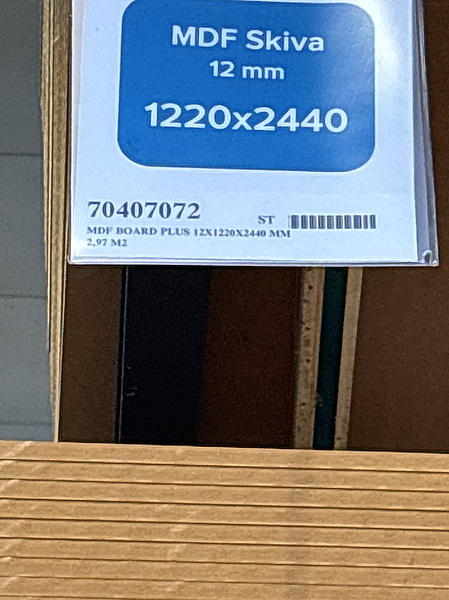 MDF Skiva
12 mm
1220x2440
70407072 ST
MDF BOARD PLUS 12X1220X2440 MM
2,97 M2